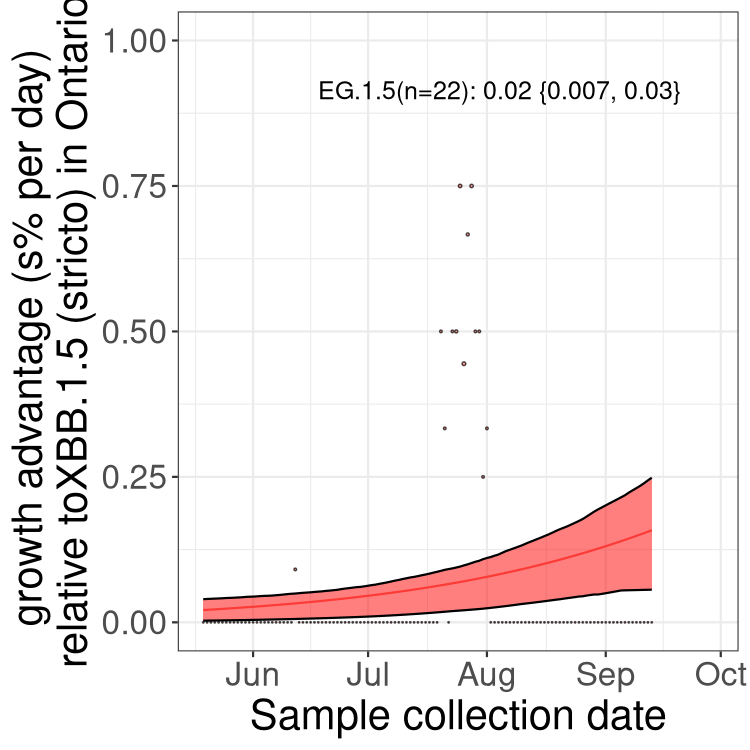 growth advantage (s% per day)
relative toXBB.1.5 (stricto) in Ontario
1.00
0.75
0.50
0.25
0.00
EG.1.5(n=22): 0.02 {0.007, 0.03}
Jun Jul Aug Sep Oct
Sample collection date